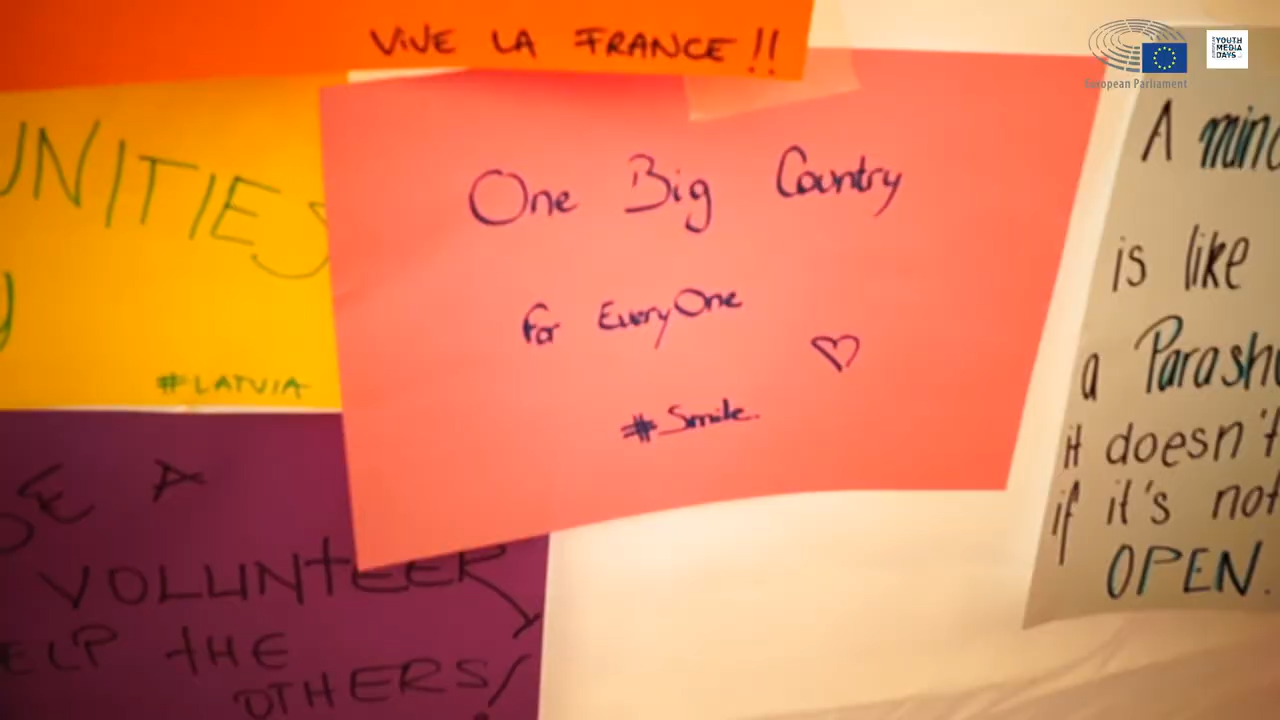 VIVE LA FRANCE !!
European Parliament
YOUTH
MEDIA
DAYS
#LATVIA
One Big Country
for EveryOne
#Smile.
A
is like
a
it doesn't
if it's not
OPEN.
A
VOLUNTEER
THE
OTHERS!